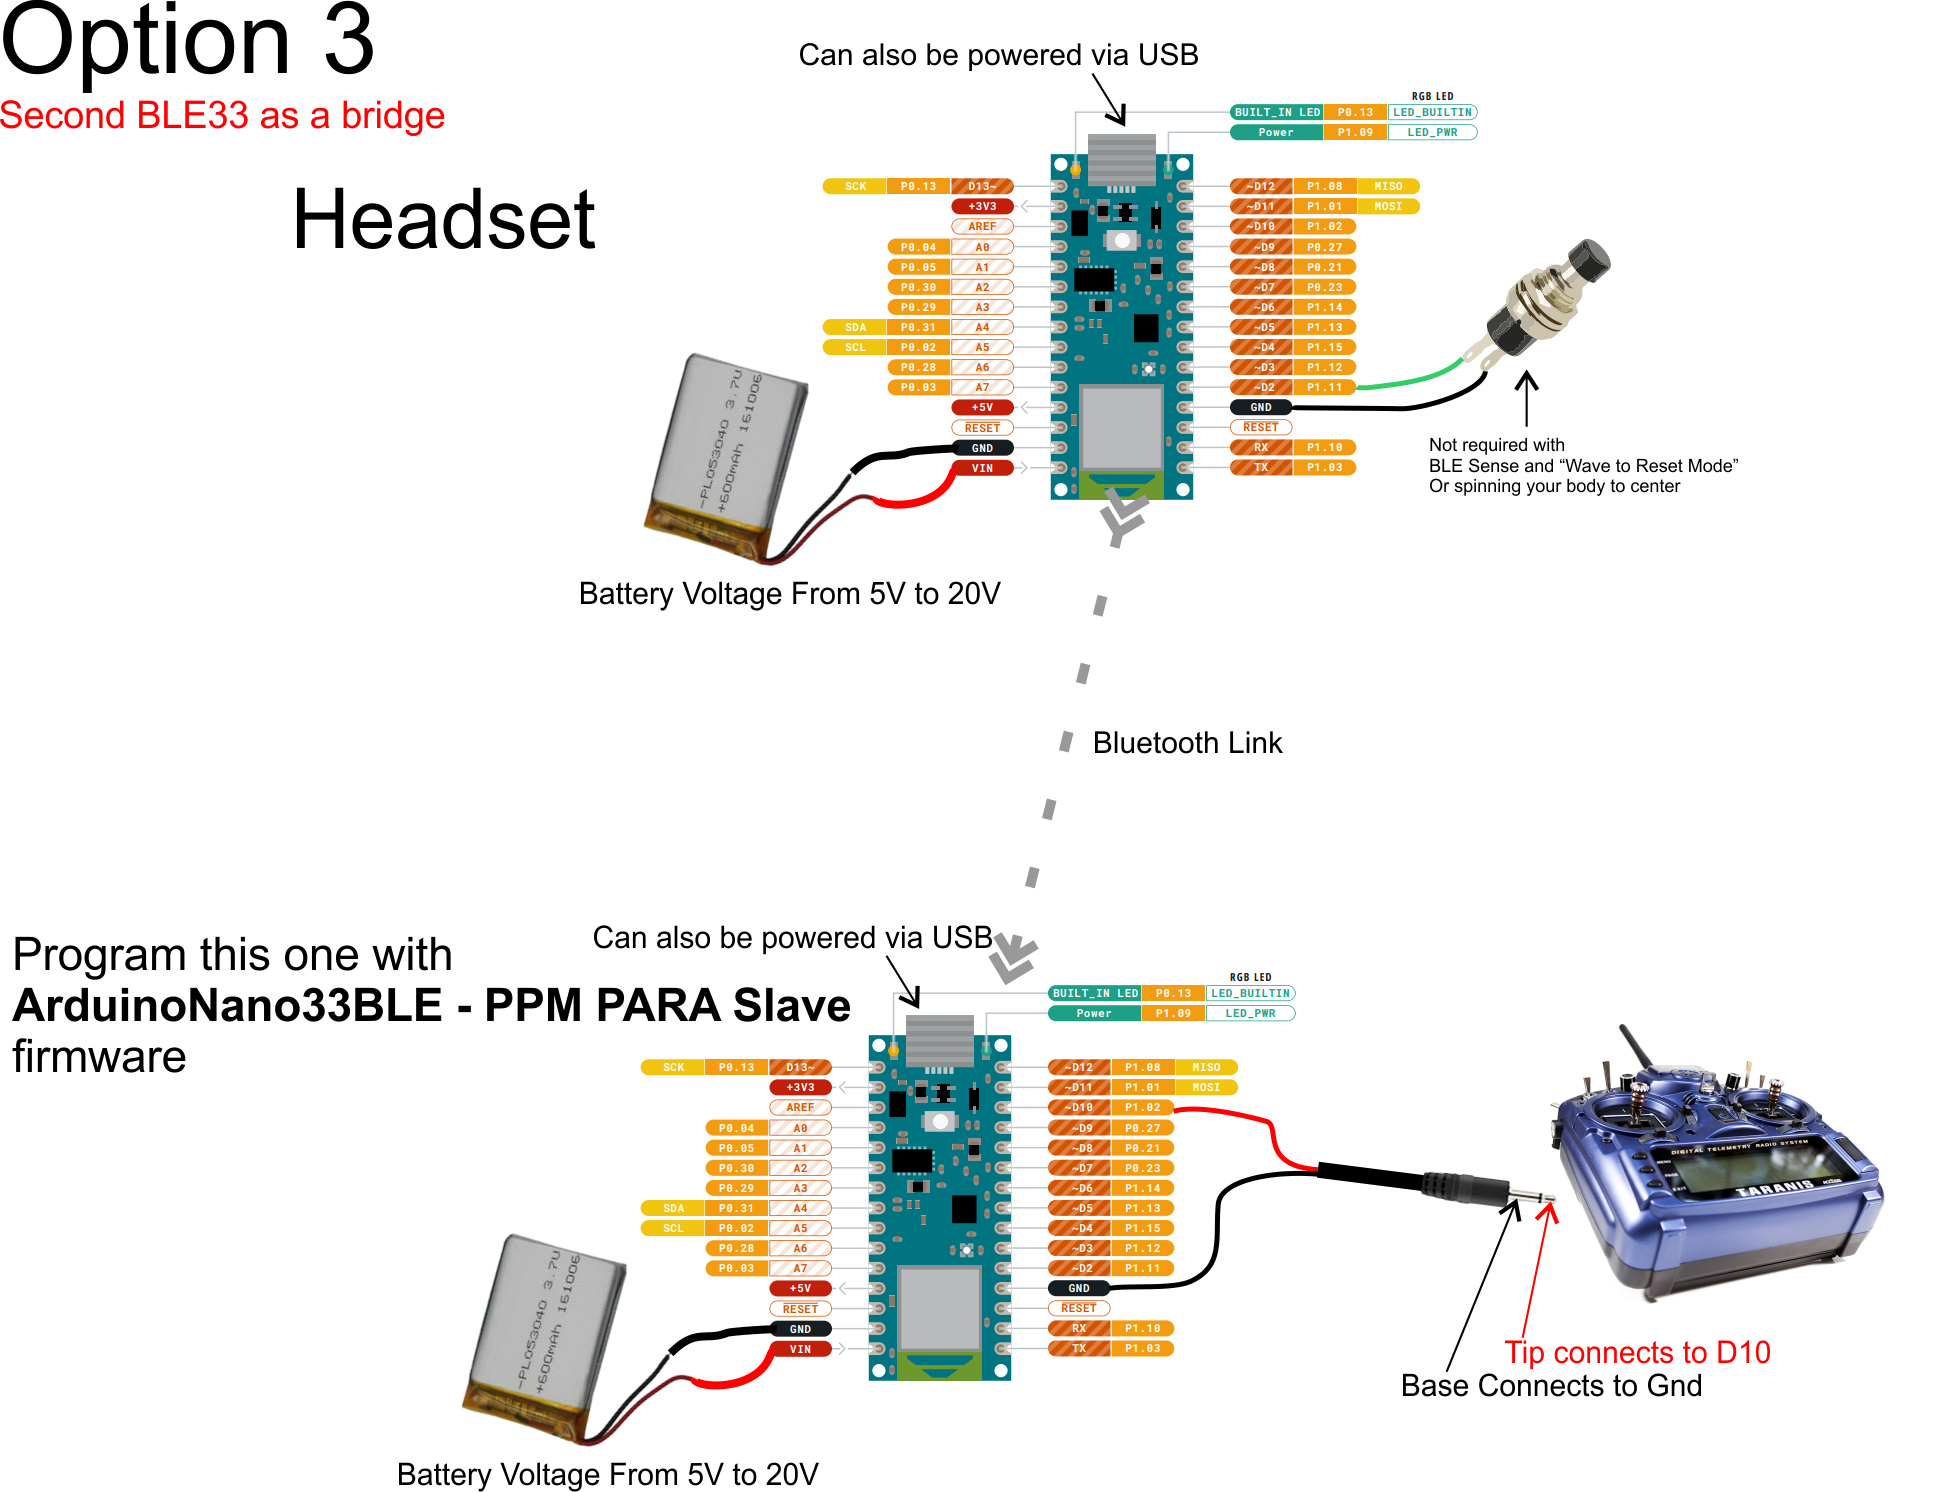 Option 3
Second BLE33 as a bridge
Headset
Can also be powered via USB
RGB LED
BUILT_IN LED P0.13 LED_BUILTIN
Power P1.09 LED_PWR
SCK P0.13 D13~
+3V3
AREF
P0.04 A0
P0.05 A1
P0.30 A2
P0.29 A3
SDA P0.31 A4
SCL P0.02 A5
P0.28 A6
P0.03 A7
+5V
RESET
GND
VIN
~D12 P1.08 MISO
~D11 P1.01 MOSI
~D10 P1.02
~D9 P0.27
~D8 P0.21
~D7 P0.23
~D6 P1.14
~D5 P1.13
~D4 P1.15
~D3 P1.12
~D2 P1.11
GND
RESET
RX P1.10
TX P1.03
-PL053040 3.7V
+600mAh 161006
Not required with
BLE Sense and “Wave to Reset Mode”
Or spinning your body to center
Battery Voltage From 5V to 20V
Bluetooth Link
Program this one with
ArduinoNano33BLE - PPM PARA Slave
firmware
Can also be powered via USB
RGB LED
BUILT_IN LED P0.13 LED_BUILTIN
Power P1.09 LED_PWR
SCK P0.13 D13~
+3V3
AREF
P0.04 A0
P0.05 A1
P0.30 A2
P0.29 A3
SDA P0.31 A4
SCL P0.02 A5
P0.28 A6
P0.03 A7
+5V
RESET
GND
VIN
~D12 P1.08 MISO
~D11 P1.01 MOSI
~D10 P1.02
~D9 P0.27
~D8 P0.21
~D7 P0.23
~D6 P1.14
~D5 P1.13
~D4 P1.15
~D3 P1.12
~D2 P1.11
GND
RESET
RX P1.10
TX P1.03
-PL053040 3.7V
+600mAh 161006
DIGITAL TELEMETRY RADIO SYSTEM
TARANIS
Tip connects to D10
Base Connects to Gnd
Battery Voltage From 5V to 20V